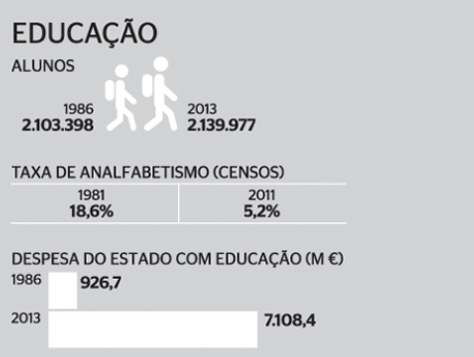 EDUCAÇÃO
ALUNOS
1986
2.103.398
2013
2.139.977
TAXA DE ANALFABETISMO (CENSOS)
1981
18,6%
2011
5,2%
DESPESA DO ESTADO COM EDUCAÇÃO (M €)
1986 926,7
2013 7.108,4